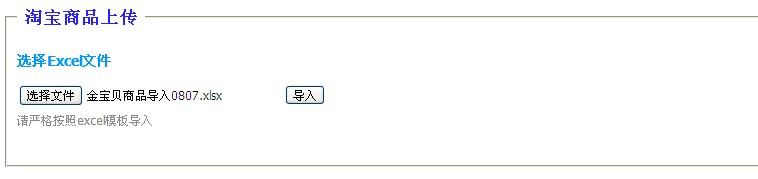 淘宝商品上传
选择Excel文件
选择文件 金宝贝商品导入0807.xlsx 导入
请严格按照excel模板导入